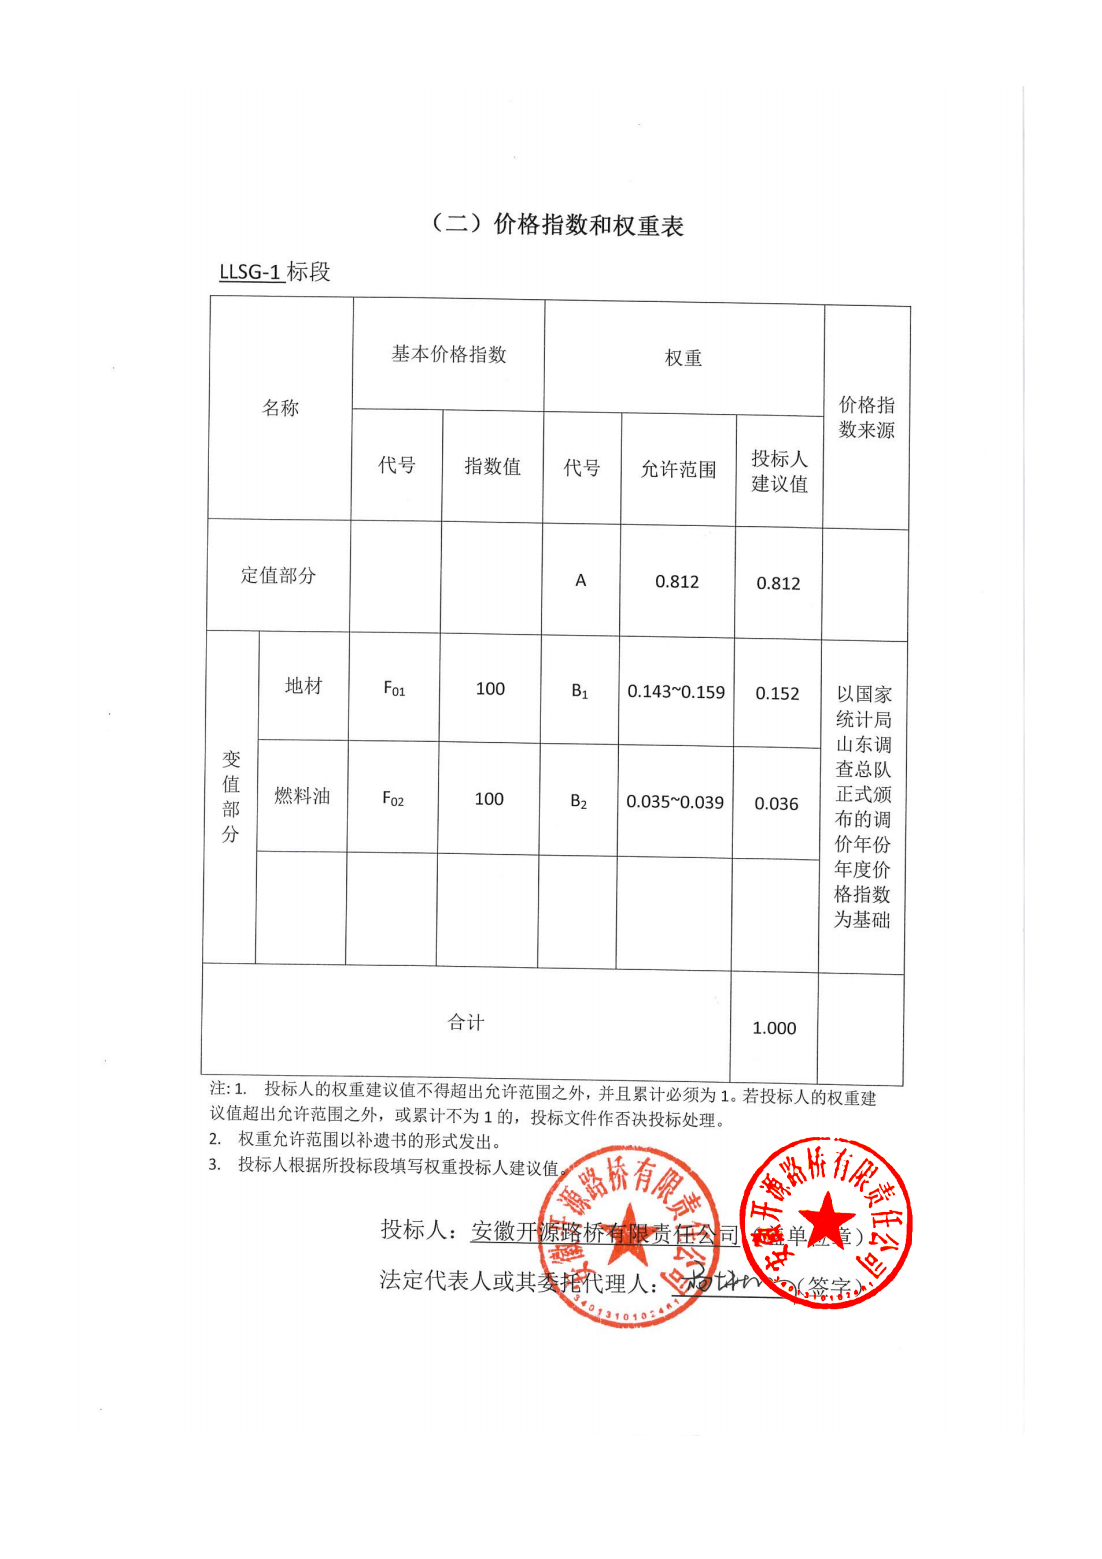 （二）价格指数和权重表
LLSG-1 标段
名称
基本价格指数
权重
价格指
数来源
代号
指数值
代号
允许范围
投标人
建议值
定值部分
A
0.812
0.812
变
值
部
分
地材
F01
100
B1
0.143~0.159
0.152
燃料油
F02
100
B2
0.035~0.039
0.036
以国家
统计局
山东调
查总队
正式颁
布的调
价年份
年度价
格指数
为基础
合计
1.000
注: 1. 投标人的权重建议值不得超出允许范围之外，并且累计必须为 1。若投标人的权重建
议值超出允许范围之外，或累计不为 1 的，投标文件作否决投标处理。
2. 权重允许范围以补遗书的形式发出。
3. 投标人根据所投标段填写权重投标人建议值。
投标人：安徽开源路桥有限责任公司（盖单位章）
法定代表人或其委托代理人：（签字）
安徽开源路桥有限责任公司
安徽开源路桥有限责任公司